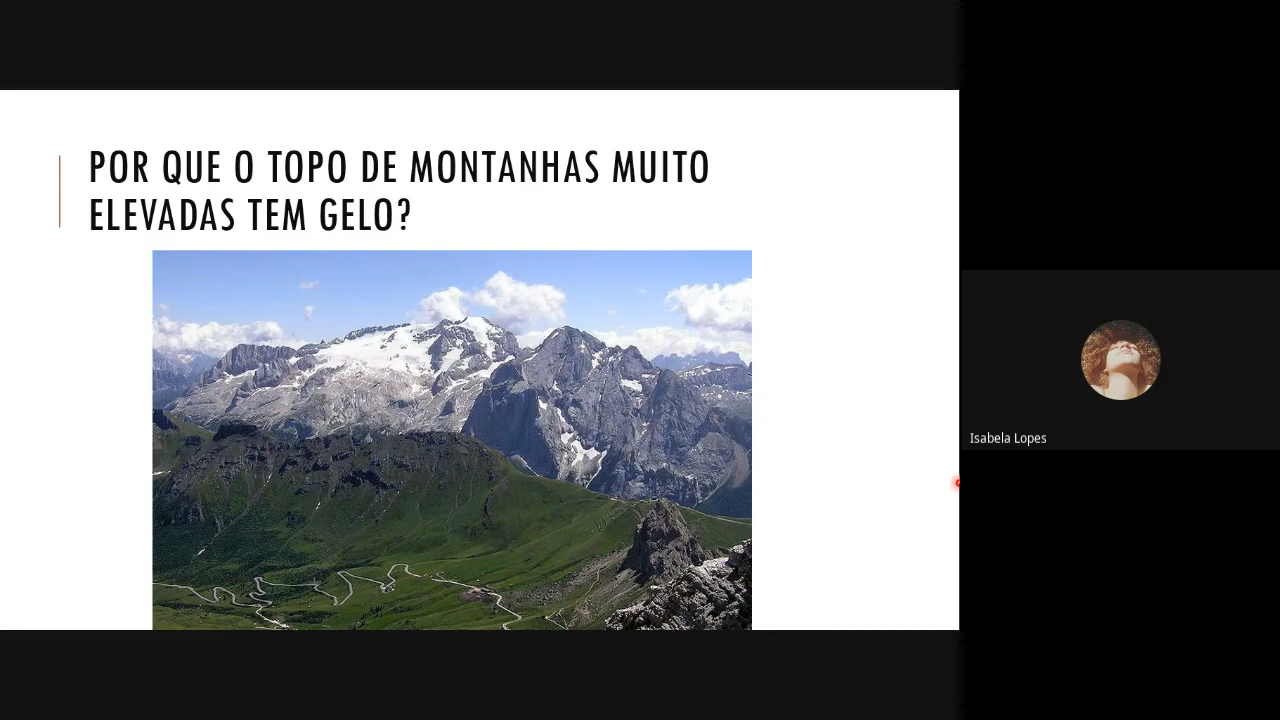 POR QUE O TOPO DE MONTANHAS MUITO
ELEVADAS TEM GELO?
Isabela Lopes